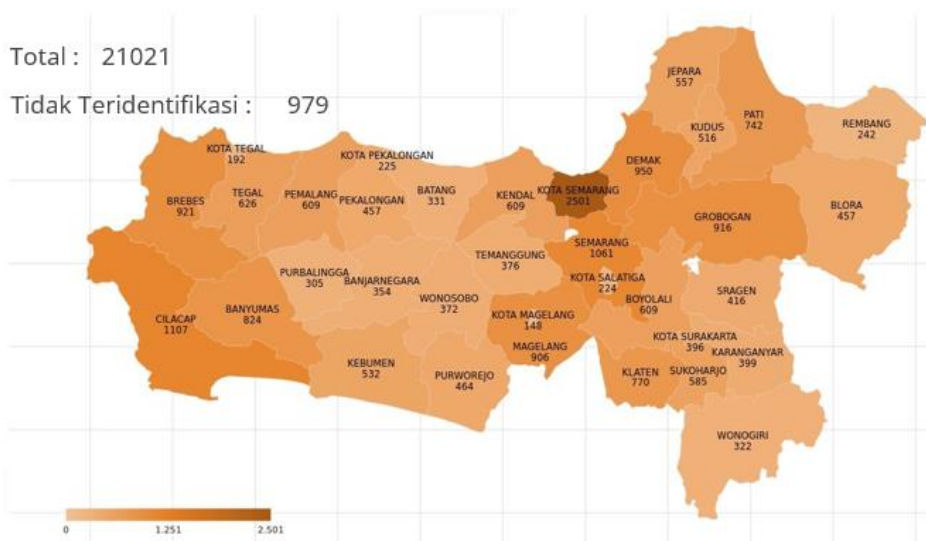 Total : 21021
Tidak Teridentifikasi : 979
JEPARA
557
PATI
742
KUDUS
516
REMBANG
242
KOTA TEGAL
192
KOTA PEKALONGAN
225
DEMAK
950
BREBES
921
TEGAL
626
PEMALANG
609
PEKALONGAN
457
BATANG
331
KENDAL
609
KOTA SEMARANG
2501
GROBOGAN
916
BLORA
457
SEMARANG
1061
TEMANGGUNG
376
PURBALINGGA
305
BANJARNEGARA
354
WONOSOBO
372
KOTA SALATIGA
224
BOYOLALI
609
SRAGEN
416
CILACAP
1107
BANYUMAS
824
KOTA MAGELANG
148
MAGELANG
906
KOTA SURAKARTA
396
KARANGANYAR
399
KEBUMEN
532
PURWOREJO
464
KLATEN
770
SUKOHARJO
585
WONOGIRI
322
0 1.251 2.501